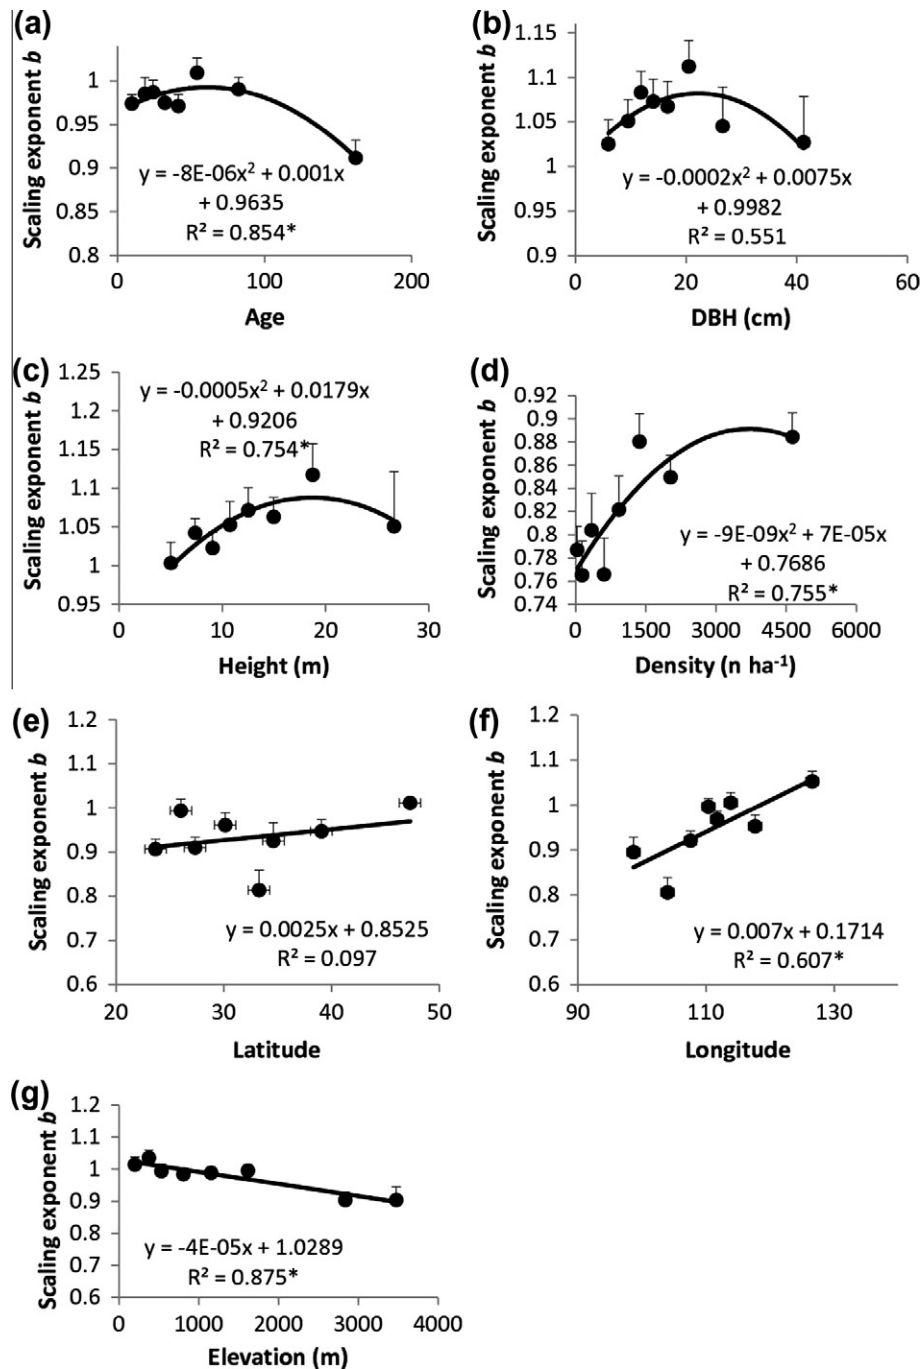 (a)
Scaling exponent b
1
0.95
0.9
0.85
0.8
y = -8E-06x² + 0.001x
+ 0.9635
R² = 0.854*
0 100 200
Age
(b)
Scaling exponent b
1.15
1.1
1.05
1
0.95
0.9
y = -0.0002x² + 0.0075x
+ 0.9982
R² = 0.551
0 20 40 60
DBH (cm)
(c)
Scaling exponent b
1.25
1.2
1.15
1.1
1.05
1
0.95
y = -0.0005x² + 0.0179x
+ 0.9206
R² = 0.754*
0 10 20 30
Height (m)
(d)
Scaling exponent b
0.92
0.9
0.88
0.86
0.84
0.82
0.8
0.78
0.76
0.74
y = -9E-09x² + 7E-05x
+ 0.7686
R² = 0.755*
0 1500 3000 4500 6000
Density (n ha⁻¹)
(e)
Scaling exponent b
1.2
1.1
1
0.9
0.8
0.7
0.6
y = 0.0025x + 0.8525
R² = 0.097
20 30 40 50
Latitude
(f)
Scaling exponent b
1.2
1.1
1
0.9
0.8
0.7
0.6
y = 0.007x + 0.1714
R² = 0.607*
90 110 130
Longitude
(g)
Scaling exponent b
1.2
1.1
1
0.9
0.8
0.7
0.6
y = -4E-05x + 1.0289
R² = 0.875*
0 1000 2000 3000 4000
Elevation (m)